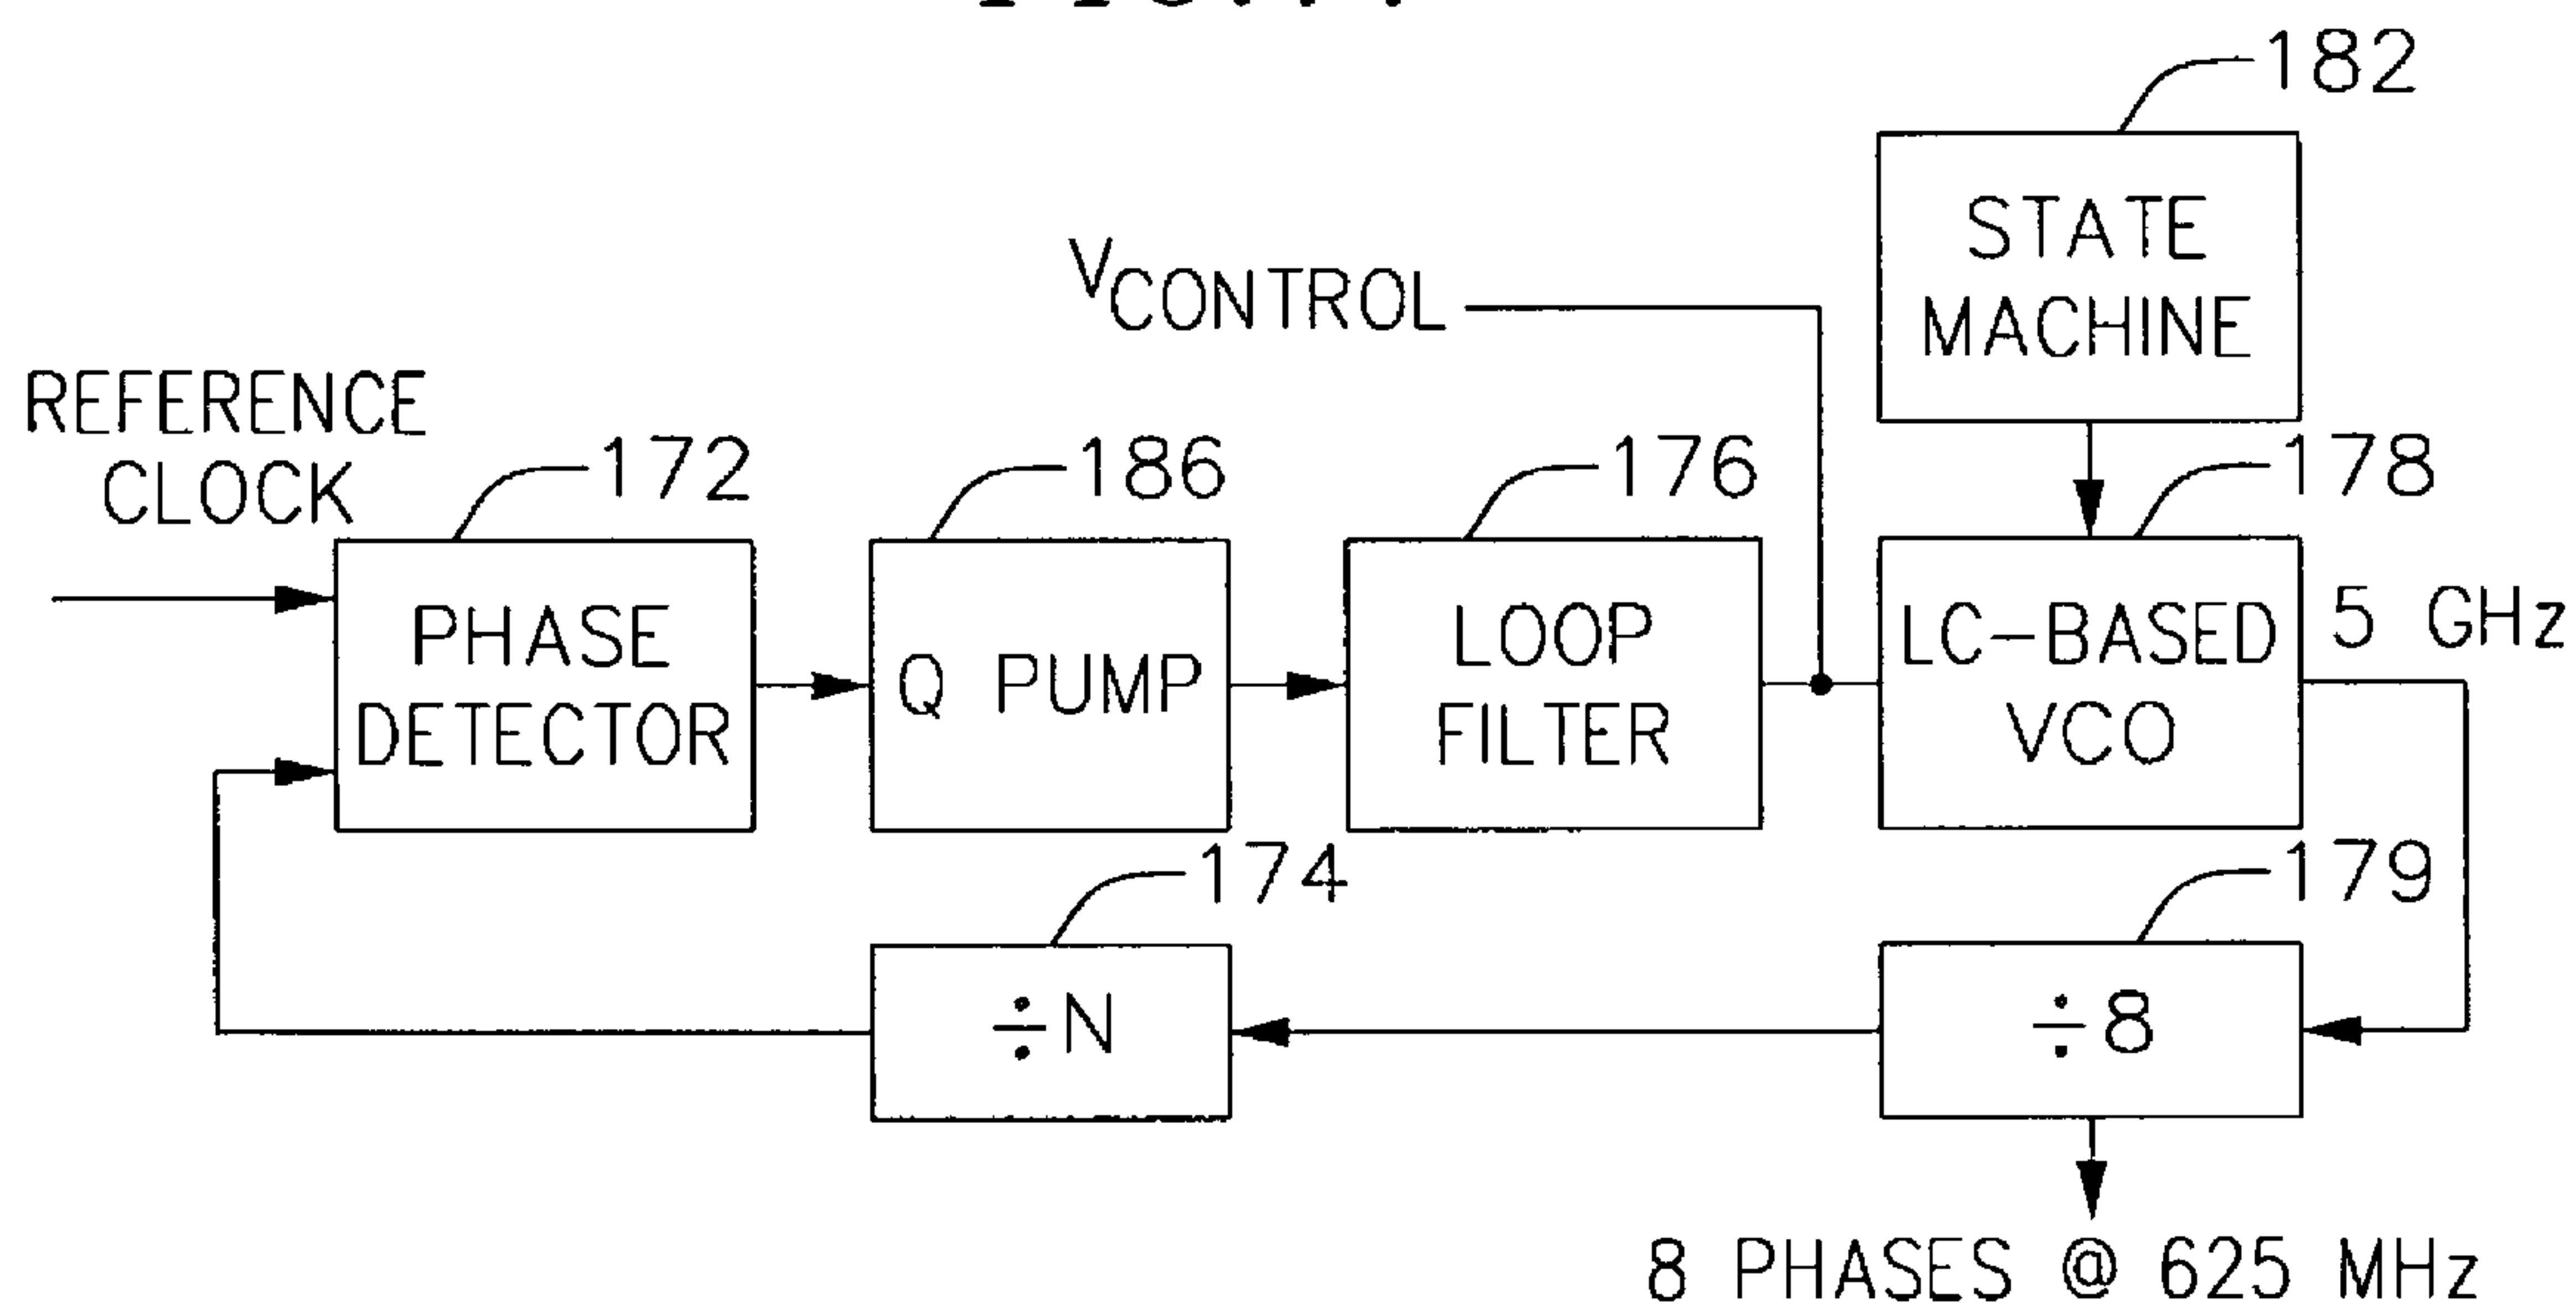 182
STATE
MACHINE
VCONTROL
REFERENCE
CLOCK
172
186
176
178
PHASE
DETECTOR
Q PUMP
LOOP
FILTER
LC-BASED
VCO
5 GHz
174
179
÷N
÷8
8 PHASES @ 625 MHz